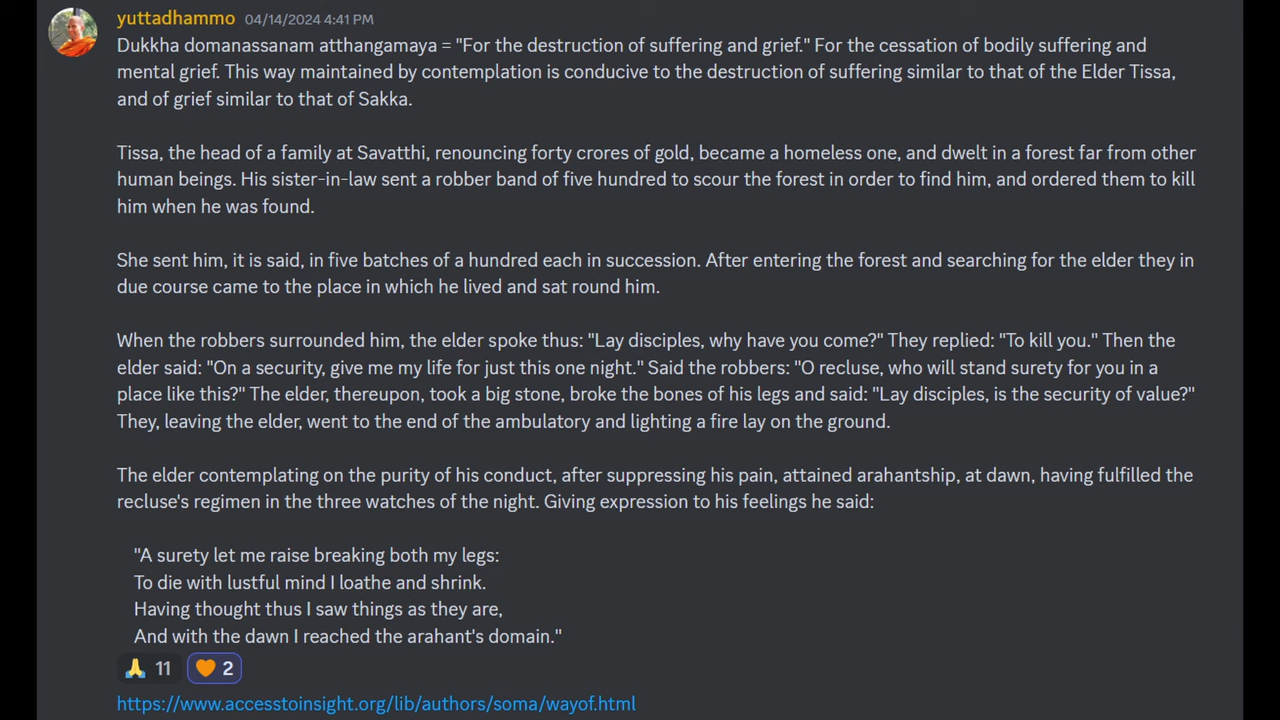 yuttadhammo 04/14/2024 4:41 PM
Dukkha domanassanam atthangamaya = "For the destruction of suffering and grief." For the cessation of bodily suffering and
mental grief. This way maintained by contemplation is conducive to the destruction of suffering similar to that of the Elder Tissa,
and of grief similar to that of Sakka.
Tissa, the head of a family at Savatthi, renouncing forty crores of gold, became a homeless one, and dwelt in a forest far from other
human beings. His sister-in-law sent a robber band of five hundred to scour the forest in order to find him, and ordered them to kill
him when he was found.
She sent him, it is said, in five batches of a hundred each in succession. After entering the forest and searching for the elder they in
due course came to the place in which he lived and sat round him.
When the robbers surrounded him, the elder spoke thus: "Lay disciples, why have you come?" They replied: "To kill you." Then the
elder said: "On a security, give me my life for just this one night." Said the robbers: "O recluse, who will stand surety for you in a
place like this?" The elder, thereupon, took a big stone, broke the bones of his legs and said: "Lay disciples, is the security of value?"
They, leaving the elder, went to the end of the ambulatory and lighting a fire lay on the ground.
The elder contemplating on the purity of his conduct, after suppressing his pain, attained arahantship, at dawn, having fulfilled the
recluse's regimen in the three watches of the night. Giving expression to his feelings he said:
"A surety let me raise breaking both my legs:
To die with lustful mind I loathe and shrink.
Having thought thus I saw things as they are,
And with the dawn I reached the arahant's domain."
🙏 11 🧡 2
https://www.accesstoinsight.org/lib/authors/soma/wayof.html